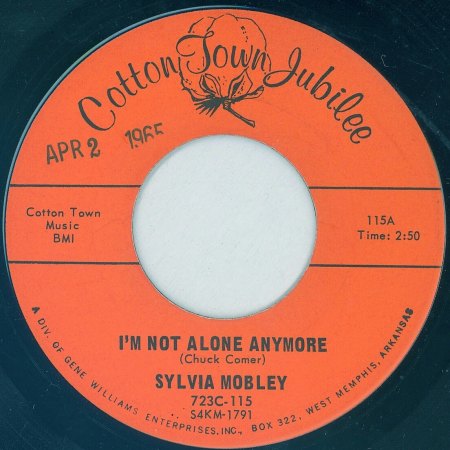 Cotton Town Jubilee
APR 2 1965
Cotton Town
Music
BMI
115A
Time: 2:50
I'M NOT ALONE ANYMORE
(Chuck Comer)
SYLVIA MOBLEY
723C-115
S4KM-1791
A DIV. OF GENE WILLIAMS ENTERPRISES, INC., BOX 322, WEST MEMPHIS, ARKANSAS